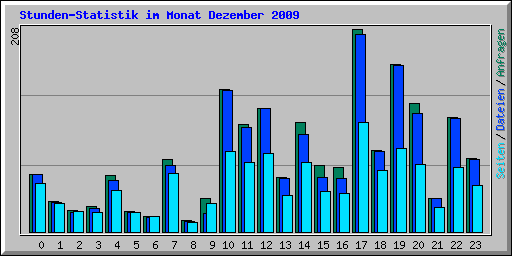 Stunden-Statistik im Monat Dezember 2009
208
Seiten / Dateien / Anfragen
0 1 2 3 4 5 6 7 8 9 10 11 12 13 14 15 16 17 18 19 20 21 22 23